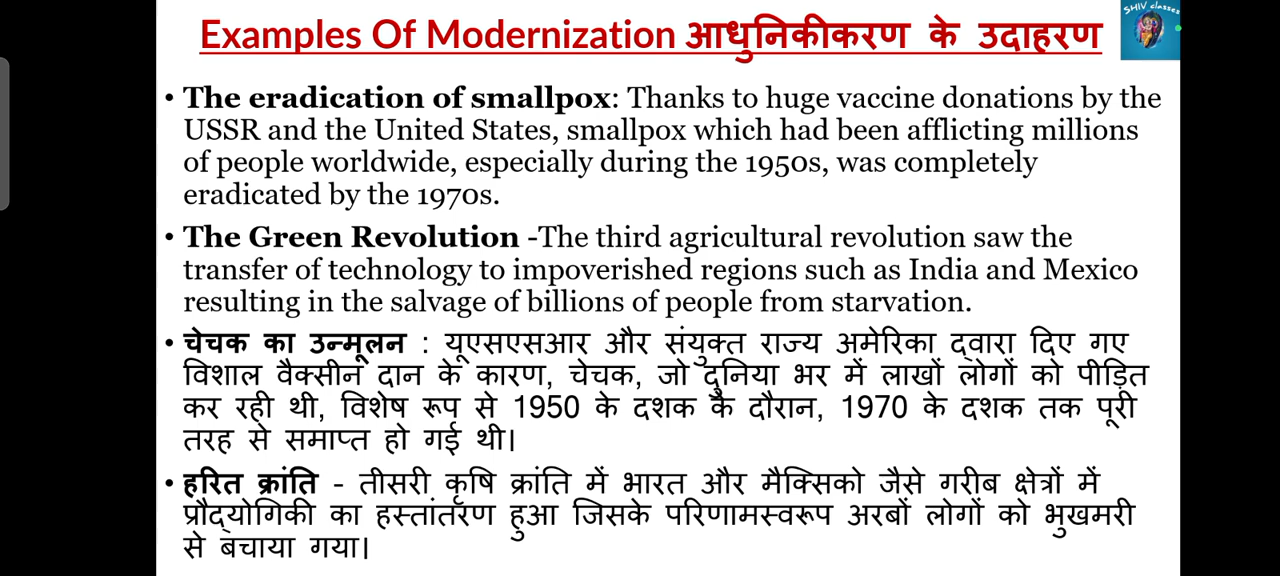 Examples Of Modernization आधुनिकीकरण के उदाहरण
SHIV classes
• The eradication of smallpox: Thanks to huge vaccine donations by the
USSR and the United States, smallpox which had been afflicting millions
of people worldwide, especially during the 1950s, was completely
eradicated by the 1970s.
• The Green Revolution -The third agricultural revolution saw the
transfer of technology to impoverished regions such as India and Mexico
resulting in the salvage of billions of people from starvation.
• चेचक का उन्मूलन : यूएसएसआर और संयुक्त राज्य अमेरिका द्वारा दिए गए
विशाल वैक्सीन दान के कारण, चेचक, जो दुनिया भर में लाखों लोगों को पीड़ित
कर रही थी, विशेष रूप से 1950 के दशक के दौरान, 1970 के दशक तक पूरी
तरह से समाप्त हो गई थी।
• हरित क्रांति - तीसरी कृषि क्रांति में भारत और मैक्सिको जैसे गरीब क्षेत्रों में
प्रौद्योगिकी का हस्तांतरण हुआ जिसके परिणामस्वरूप अरबों लोगों को भुखमरी
से बचाया गया।